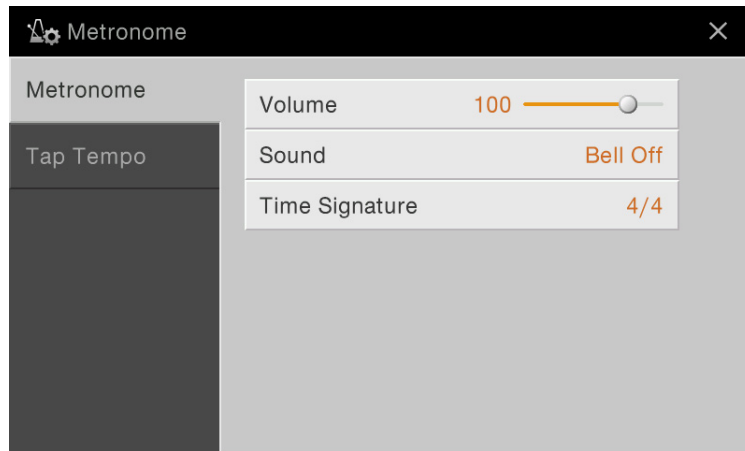 Metronome
Metronome
Tap Tempo
Volume 100
Sound Bell Off
Time Signature 4/4